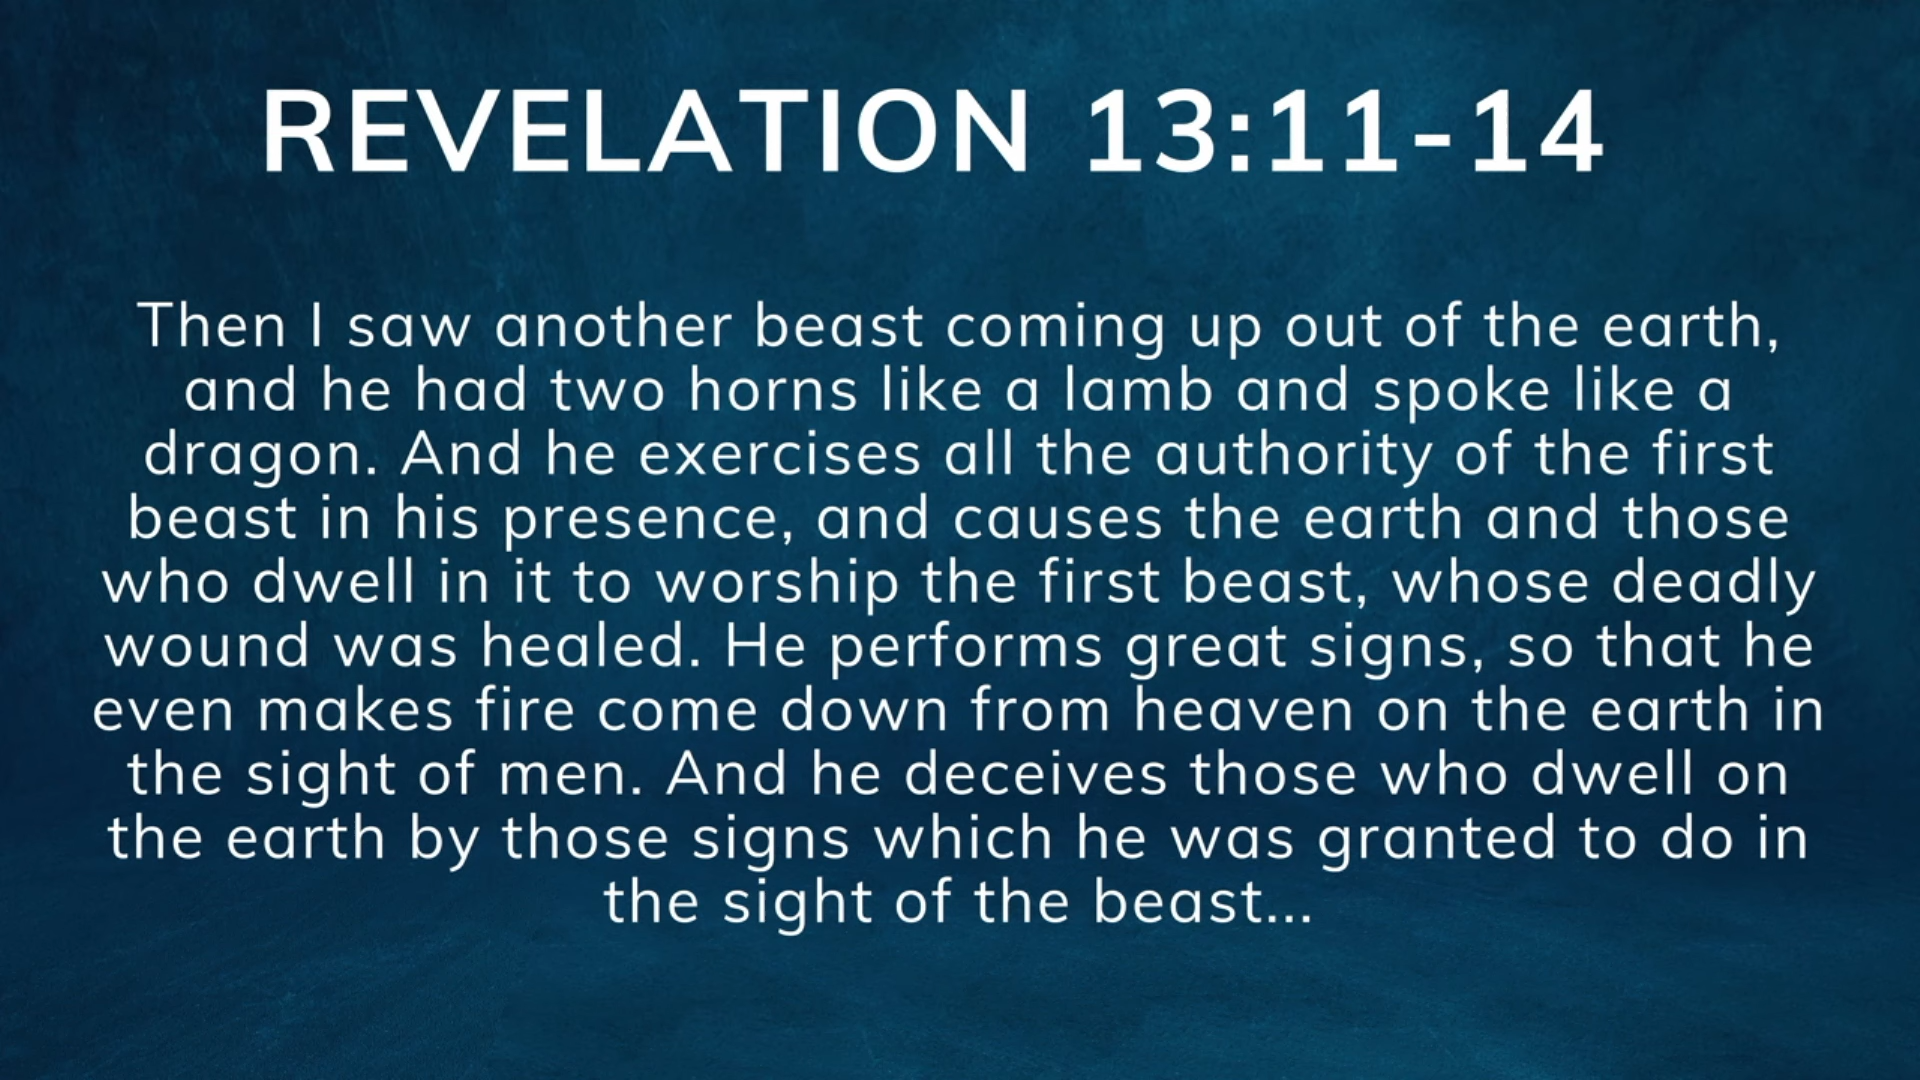 REVELATION 13:11-14
Then I saw another beast coming up out of the earth,
and he had two horns like a lamb and spoke like a
dragon. And he exercises all the authority of the first
beast in his presence, and causes the earth and those
who dwell in it to worship the first beast, whose deadly
wound was healed. He performs great signs, so that he
even makes fire come down from heaven on the earth in
the sight of men. And he deceives those who dwell on
the earth by those signs which he was granted to do in
the sight of the beast...